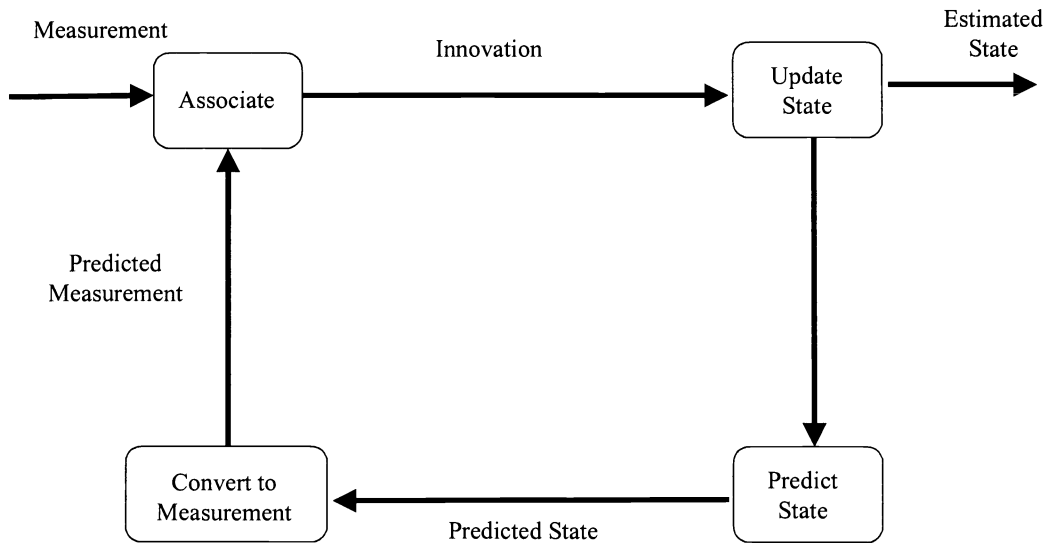 Measurement
Associate
Innovation
Update
State
Estimated
State
Predicted
Measurement
Convert to
Measurement
Predicted State
Predict
State